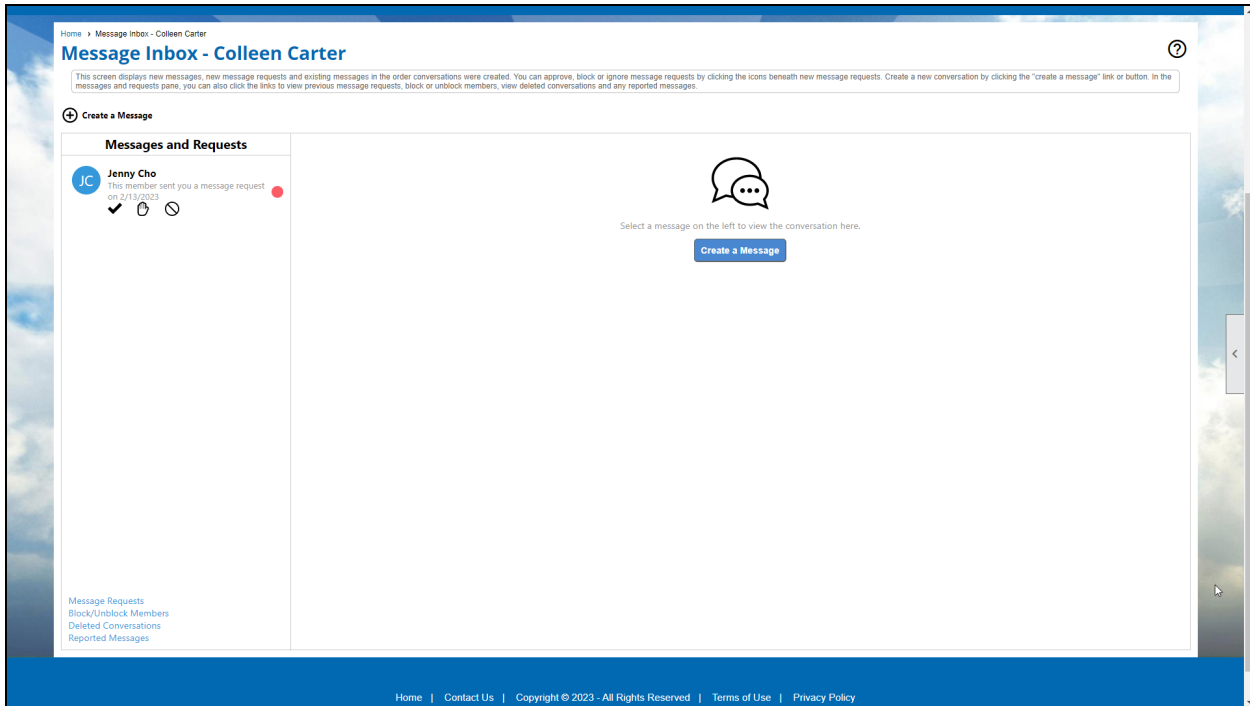 Home › Message Inbox - Colleen Carter
Message Inbox - Colleen Carter
This screen displays new messages, new message requests and existing messages in the order conversations were created. You can approve, block or ignore message requests by clicking the icons beneath new message requests. Create a new conversation by clicking the "create a message" link or button. In the
messages and requests pane, you can also click the links to view previous message requests, block or unblock members, view deleted conversations and any reported messages.
Create a Message
Messages and Requests
JC
Jenny Cho
This member sent you a message request
on 2/13/2023
Select a message on the left to view the conversation here.
Create a Message
Message Requests
Block/Unblock Members
Deleted Conversations
Reported Messages
Home | Contact Us | Copyright © 2023 - All Rights Reserved | Terms of Use | Privacy Policy